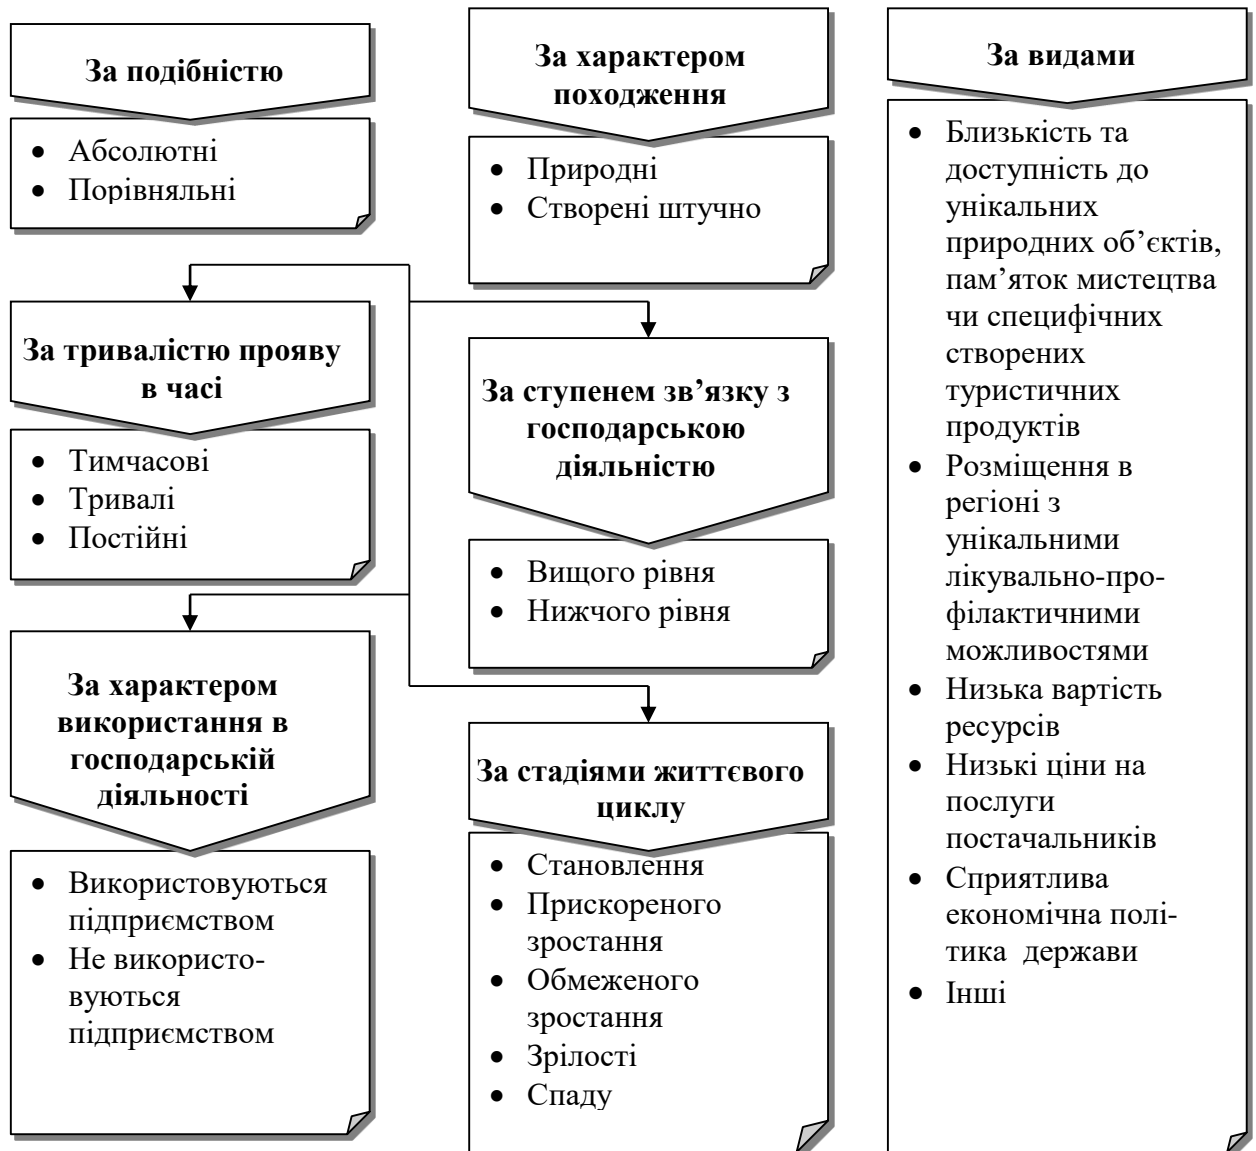 За подібністю
• Абсолютні
• Порівняльні
За характером
походження
• Природні
• Створені штучно
За видами
• Близькість та
доступність до
унікальних
природних об’єктів,
пам’яток мистецтва
чи специфічних
створених
туристичних
продуктів
• Розміщення в
регіоні з
унікальними
лікувально-про-
філактичними
можливостями
• Низька вартість
ресурсів
• Низькі ціни на
послуги
постачальників
• Сприятлива
економічна полі-
тика держави
• Інші
За тривалістю прояву
в часі
• Тимчасові
• Тривалі
• Постійні
За ступенем зв’язку з
господарською
діяльністю
• Вищого рівня
• Нижчого рівня
За характером
використання в
господарській
діяльності
• Використовуються
підприємством
• Не використо-
вуються
підприємством
За стадіями життєвого
циклу
• Становлення
• Прискореного
зростання
• Обмеженого
зростання
• Зрілості
• Спаду